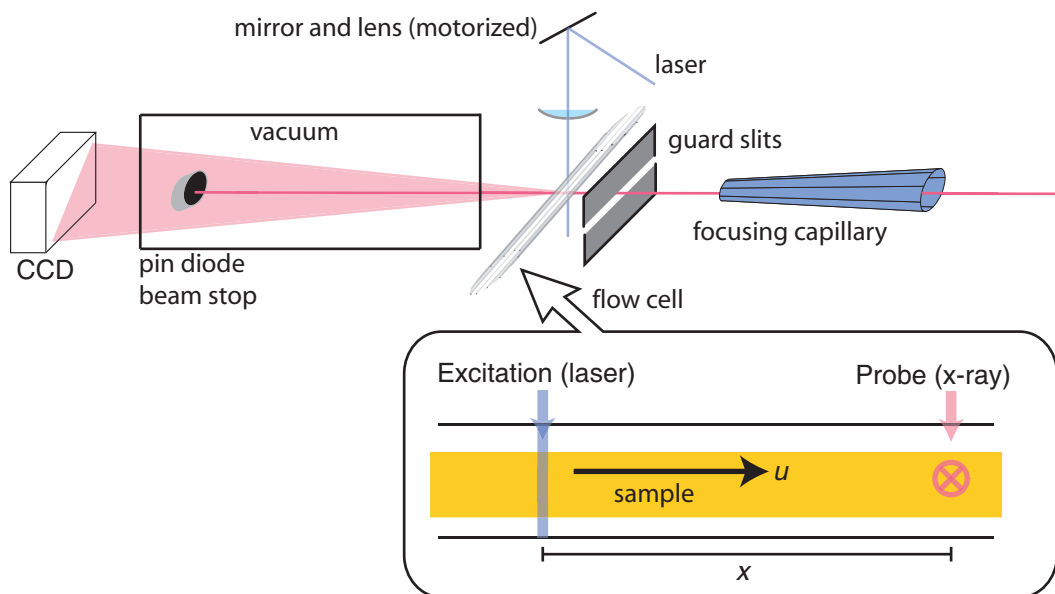 mirror and lens (motorized)
laser
vacuum
guard slits
focusing capillary
CCD
pin diode
beam stop
flow cell
Excitation (laser)
Probe (x-ray)
u
sample
x